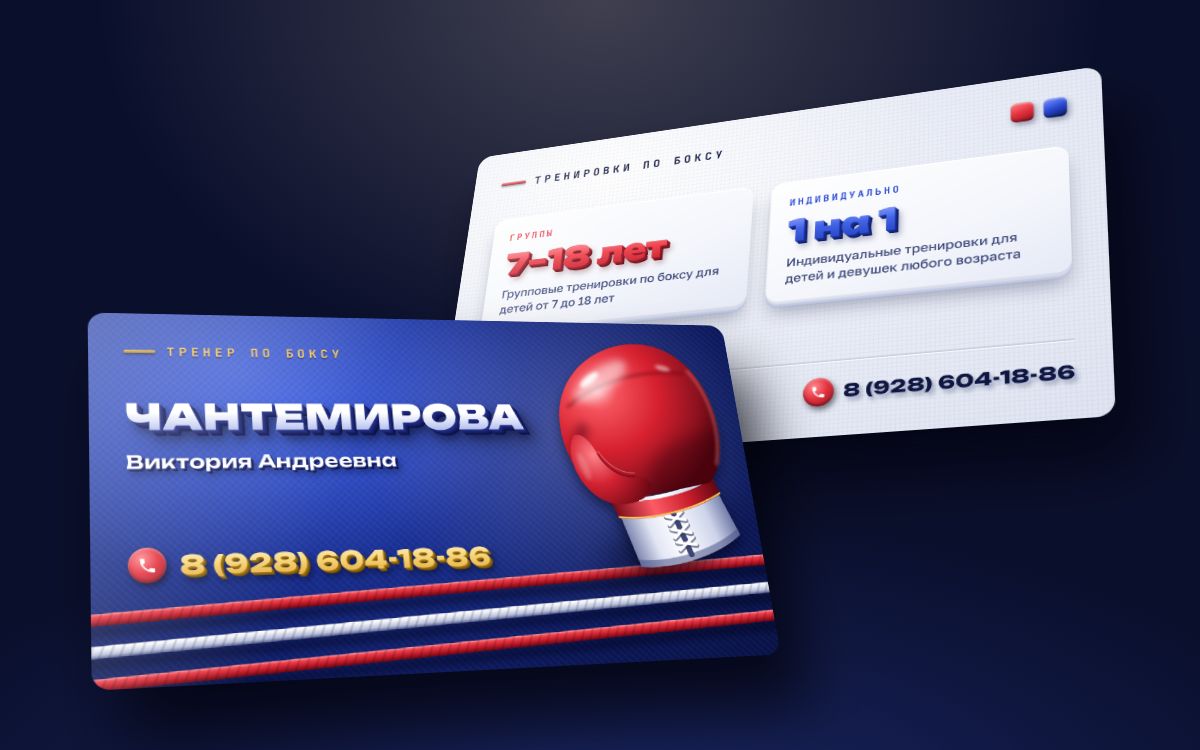 ТРЕНИРОВКИ ПО БОКСУ
ГРУППЫ
7–18 лет
Групповые тренировки по боксу для
детей от 7 до 18 лет
ИНДИВИДУАЛЬНО
1 на 1
Индивидуальные тренировки для
детей и девушек любого возраста
8 (928) 604-18-86
ТРЕНЕР ПО БОКСУ
ЧАНТЕМИРОВА
Виктория Андреевна
8 (928) 604-18-86